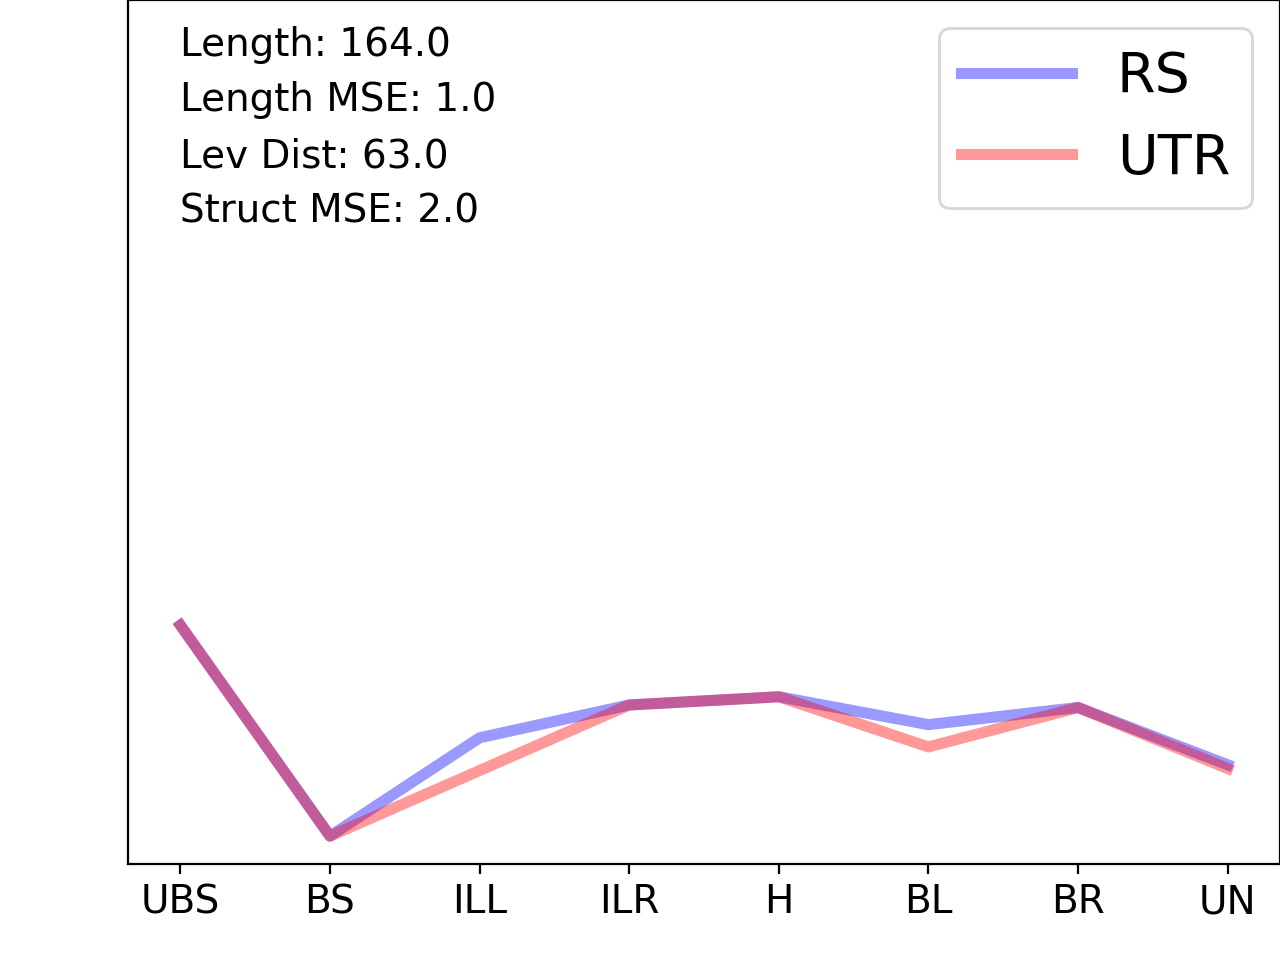 Length: 164.0
Length MSE: 1.0
Lev Dist: 63.0
Struct MSE: 2.0
RS
UTR
UBS BS ILL ILR H BL BR UN